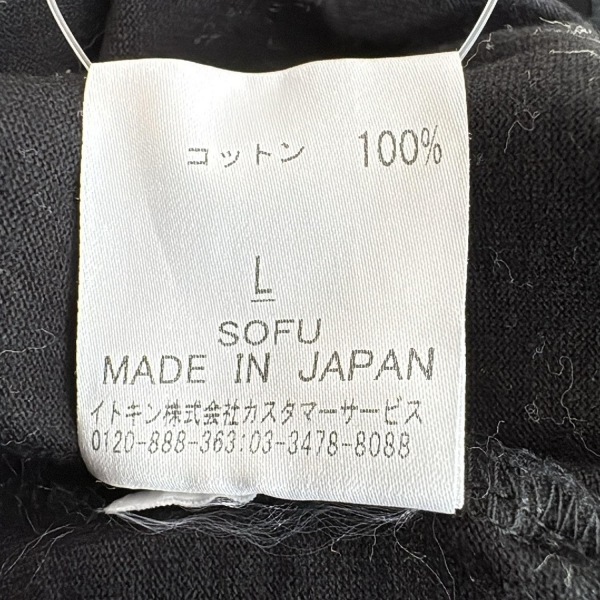 コットン 100%
L
SOFU
MADE IN JAPAN
イトキン株式会社カスタマーサービス
0120-888-363:03-3478-8088